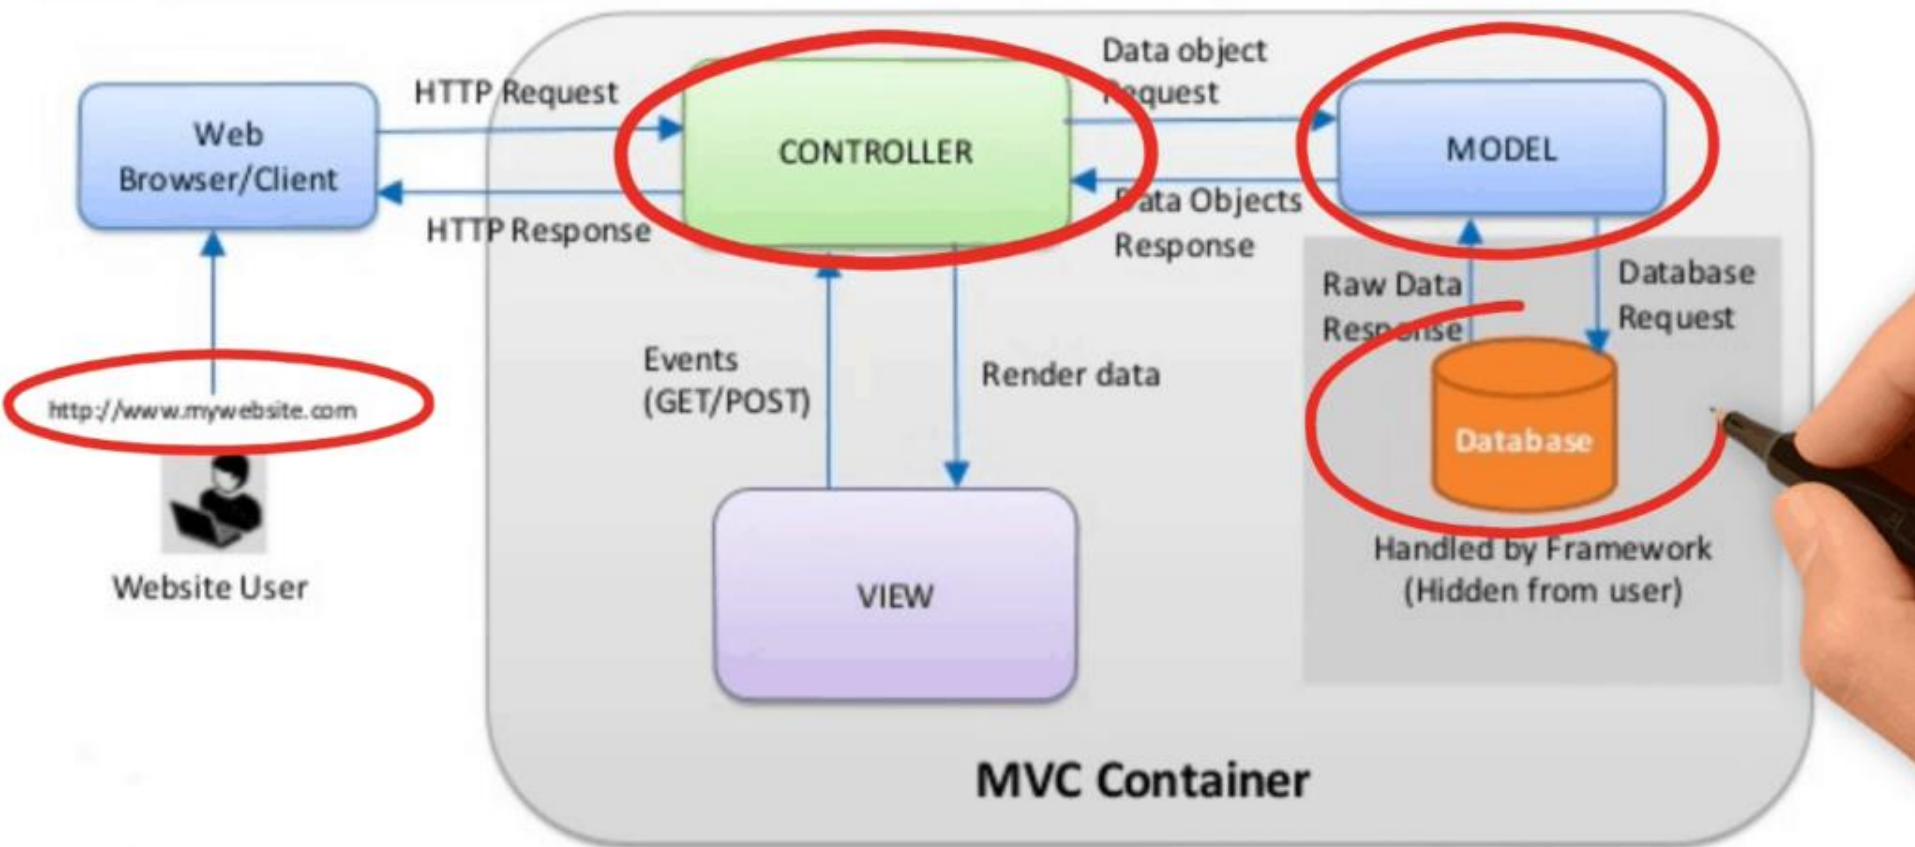 HTTP Request
Web
Browser/Client
HTTP Response
http://www.mywebsite.com
Website User
CONTROLLER
Data object
Request
Data Objects
Response
MODEL
Raw Data
Response
Database
Request
Events
(GET/POST)
Render data
Database
Handled by Framework
(Hidden from user)
VIEW
MVC Container